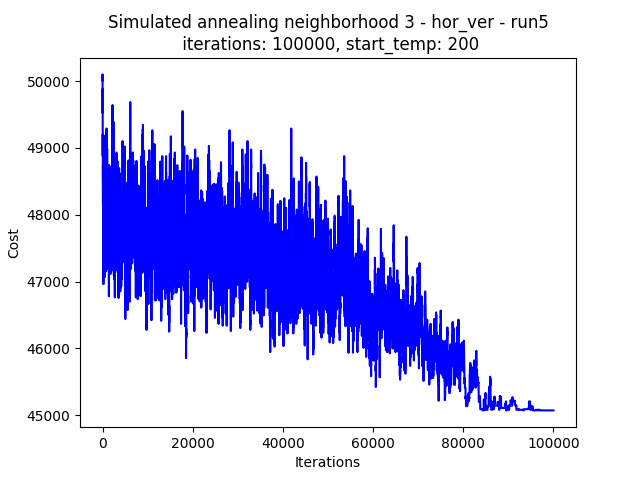 Simulated annealing neighborhood 3 - hor_ver - run5
iterations: 100000, start_temp: 200
50000
49000
48000
47000
46000
45000
Cost
0 20000 40000 60000 80000 100000
Iterations